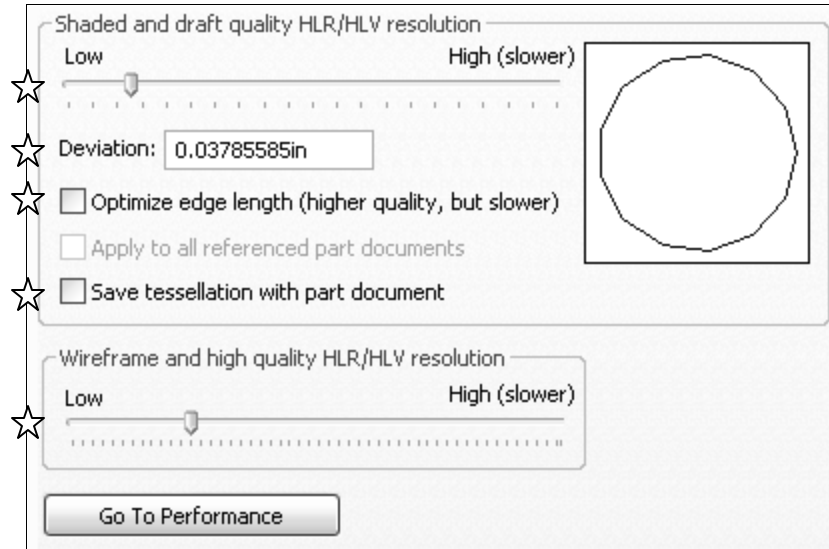 Shaded and draft quality HLR/HLV resolution
Low High (slower)
Deviation: 0.03785585in
Optimize edge length (higher quality, but slower)
Apply to all referenced part documents
Save tessellation with part document
Wireframe and high quality HLR/HLV resolution
Low High (slower)
Go To Performance